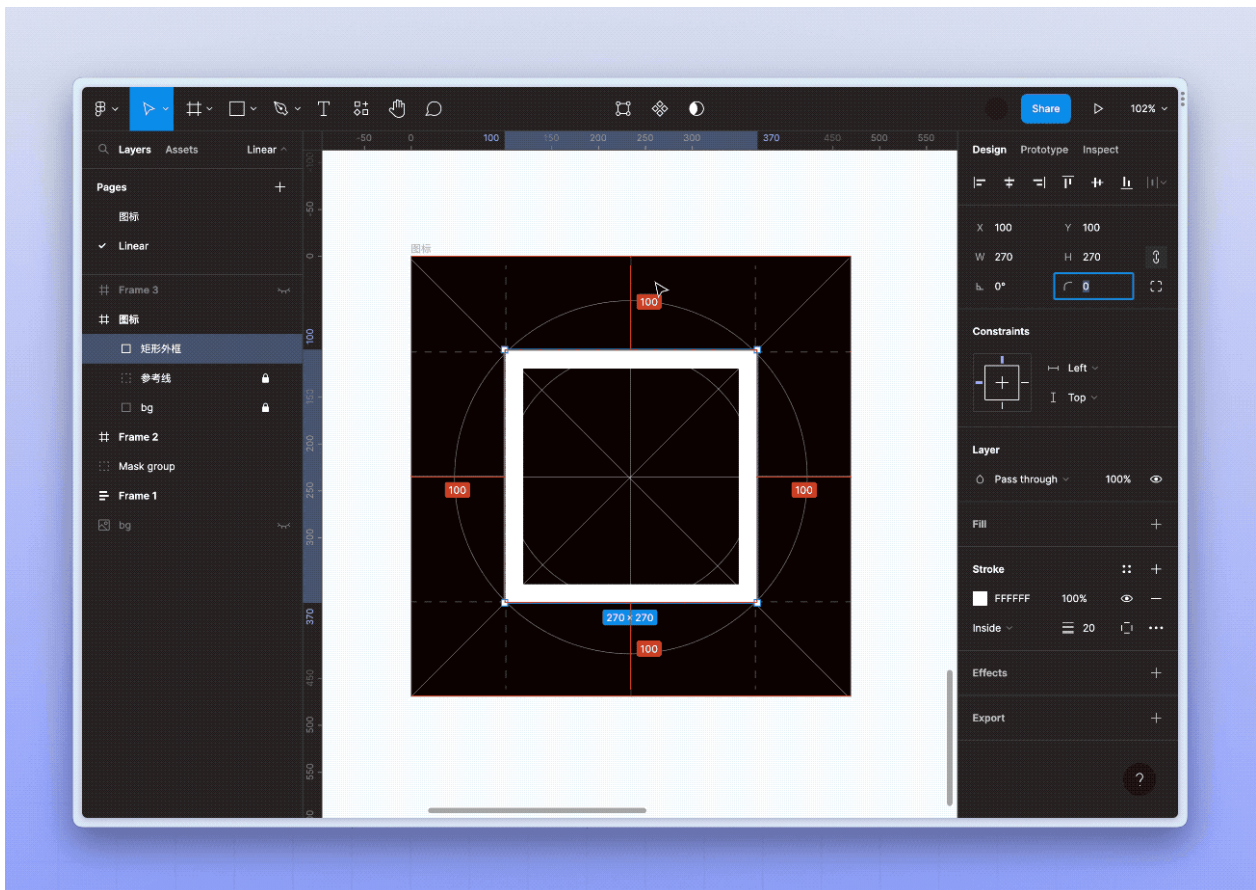 Share
102%
Layers Assets Linear
-50 0 100 150 200 250 300 370 450 500 550
Design Prototype Inspect
Pages
图标
Linear
Frame 3
图标
矩形外框
参考线
bg
Frame 2
Mask group
Frame 1
bg
-100
-50
0
100
150
200
250
300
370
450
500
550
图标
100
100
100
270 × 270
100
X 100 Y 100
W 270 H 270
0° 0
Constraints
Left
Top
Layer
Pass through 100%
Fill
Stroke
FFFFFF 100%
Inside 20
Effects
Export
?